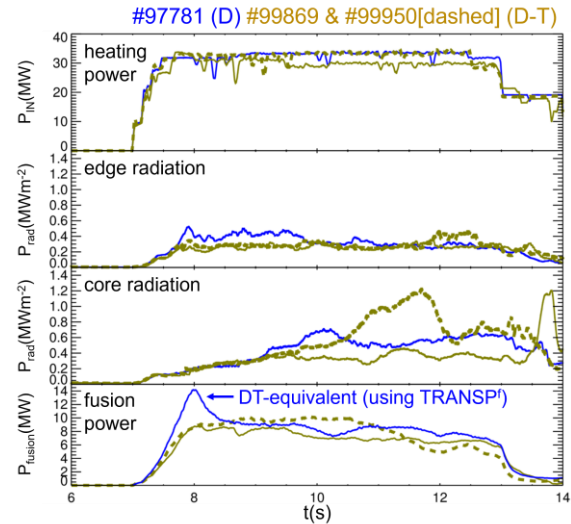 #97781 (D) #99869 & #99950[dashed] (D-T)
heating
power
P_IN(MW)
40
30
20
10
0
edge radiation
P_rad(MWm^-2)
1.4
1.2
1.0
0.8
0.6
0.4
0.2
0.0
core radiation
P_rad(MWm^-2)
1.4
1.2
1.0
0.8
0.6
0.4
0.2
0.0
fusion
power
DT-equivalent (using TRANSP^f)
P_fusion(MW)
14
12
10
8
6
4
2
0
6 8 10 12 14
t(s)